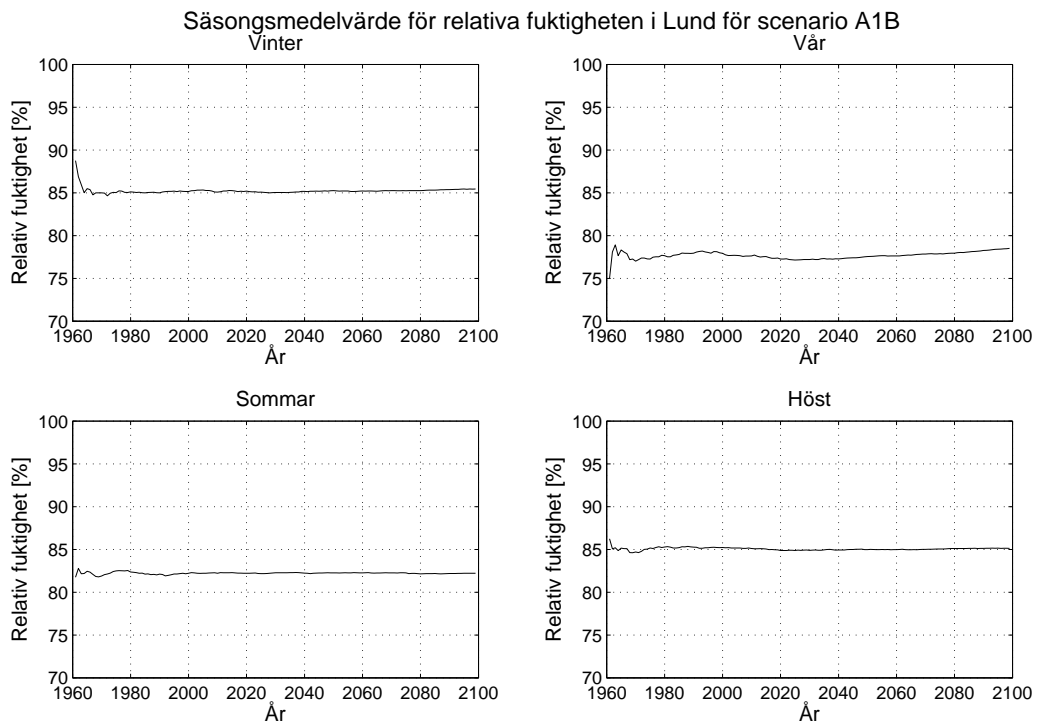 Säsongsmedelvärde för relativa fuktigheten i Lund för scenario A1B
Vinter
100
95
90
85
80
75
70
Relativ fuktighet [%]
1960 1980 2000 2020 2040 2060 2080 2100
År
Vår
100
95
90
85
80
75
70
Relativ fuktighet [%]
1960 1980 2000 2020 2040 2060 2080 2100
År
Sommar
100
95
90
85
80
75
70
Relativ fuktighet [%]
1960 1980 2000 2020 2040 2060 2080 2100
År
Höst
100
95
90
85
80
75
70
Relativ fuktighet [%]
1960 1980 2000 2020 2040 2060 2080 2100
År